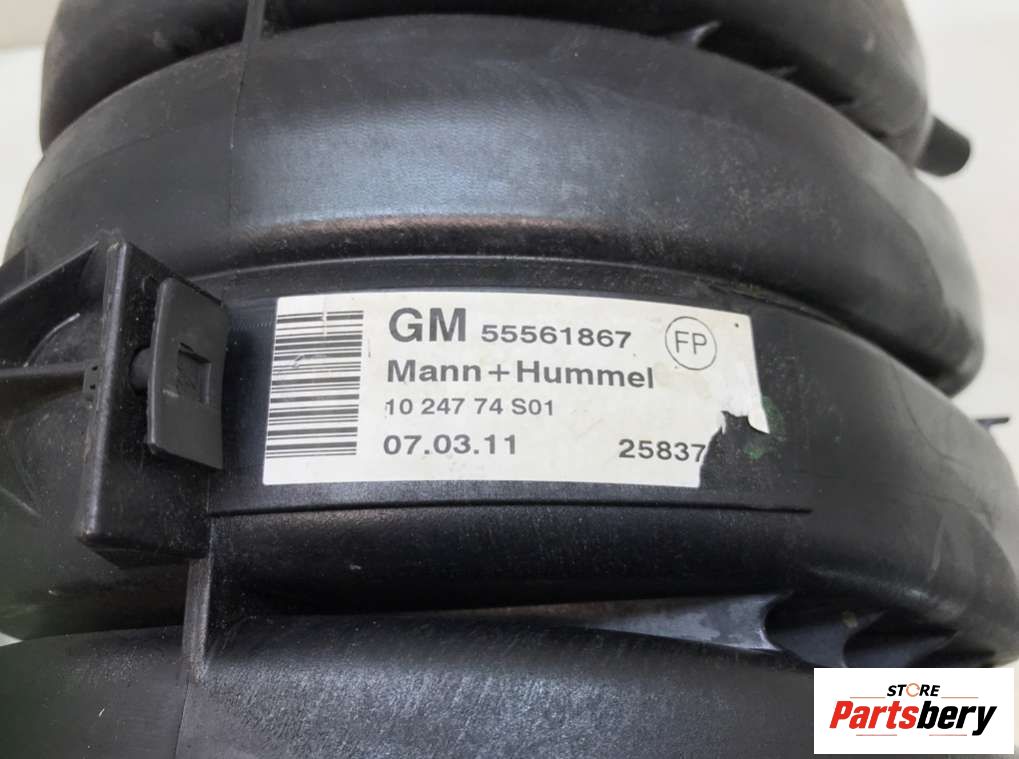 GM 55561867 FP
Mann+Hummel
10 247 74 S01
07.03.11 25837
STORE
Partsbery